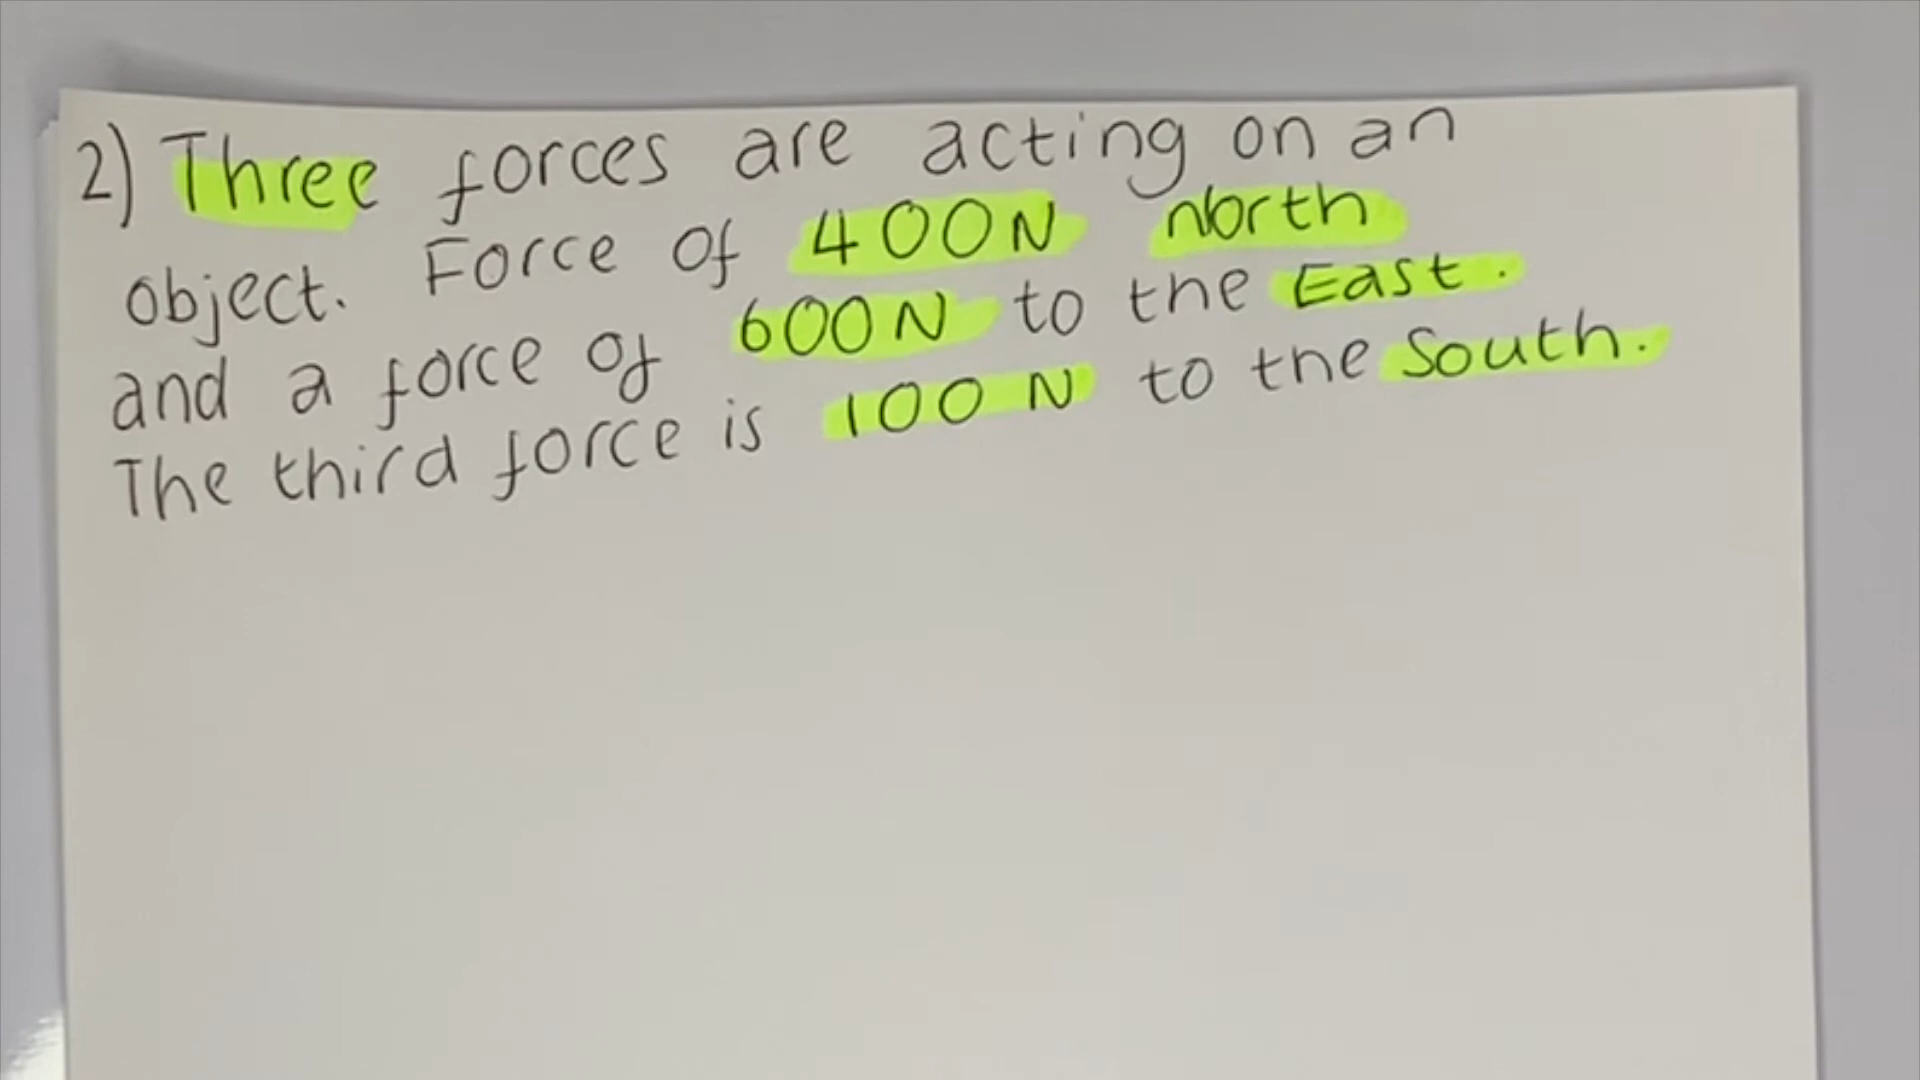 2) Three forces are acting on an
object. Force of 400N North
and a force of 600N to the East.
The third force is 100 N to the South.